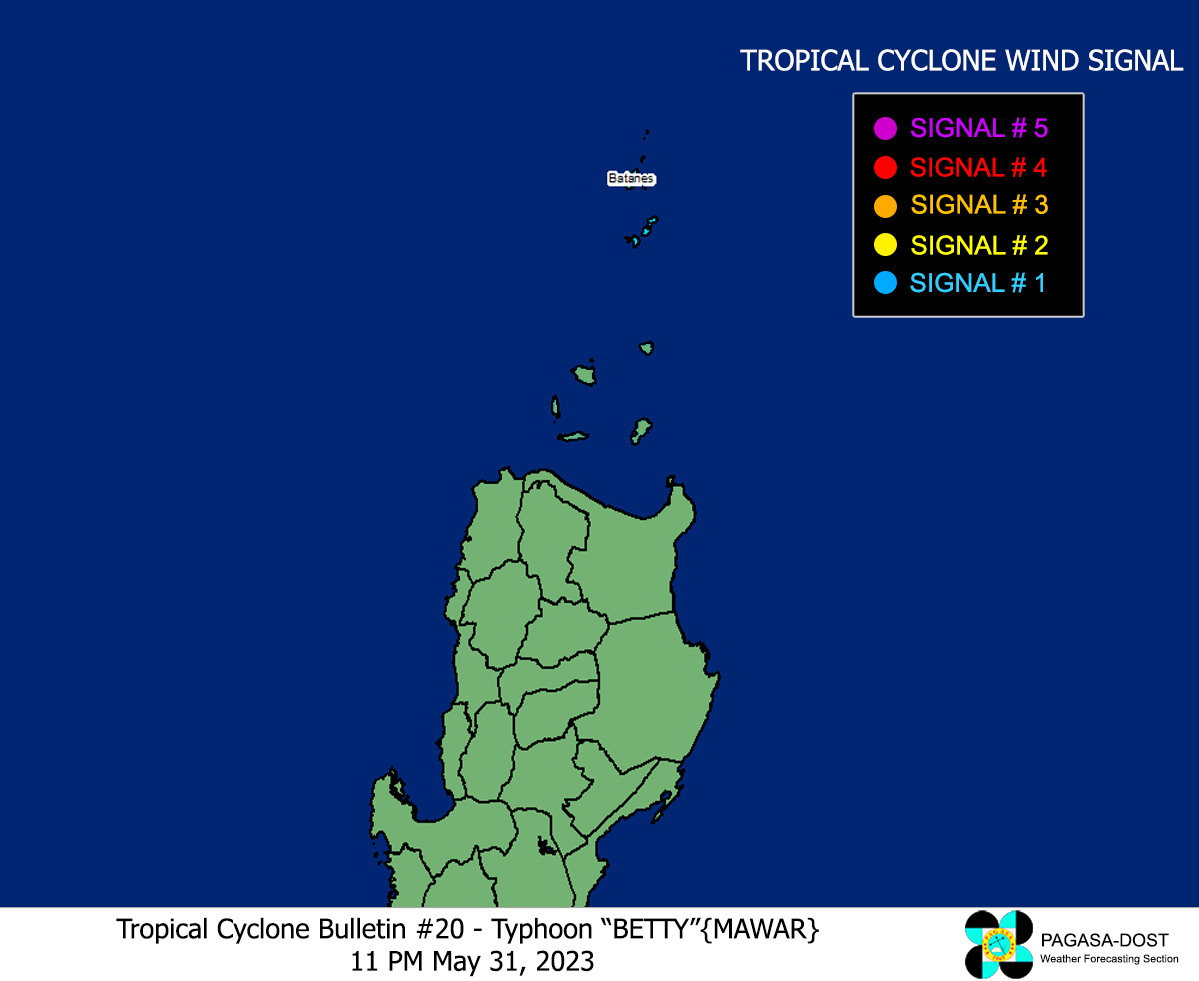 TROPICAL CYCLONE WIND SIGNAL
SIGNAL # 5
SIGNAL # 4
SIGNAL # 3
SIGNAL # 2
SIGNAL # 1
Batanes
Tropical Cyclone Bulletin #20 - Typhoon “BETTY”{MAWAR}
11 PM May 31, 2023
PAGASA-DOST
Weather Forecasting Section